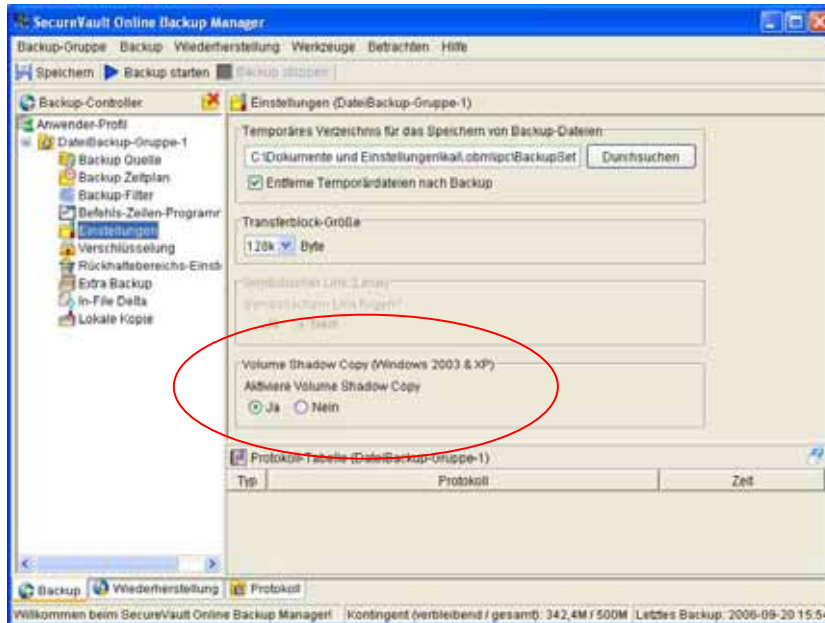 SecureVault Online Backup Manager
Backup-Gruppe Backup Wiederherstellung Werkzeuge Betrachten Hilfe
Speichern Backup starten Backup stoppen
Backup-Controller
Einstellungen (DateiBackup-Gruppe-1)
Anwender-Profil
DateiBackup-Gruppe-1
Backup Quelle
Backup Zeitplan
Backup-Filter
Befehls-Zeilen-Programm
Einstellungen
Verschlüsselung
Rückhaltebereichs-Einst
Extra Backup
In-File Delta
Lokale Kopie
Temporäres Verzeichnis für das Speichern von Backup-Dateien
Durchsuchen
Entferne Temporärdateien nach Backup
Transferblock-Größe
128k Byte
Volume Shadow Copy (Windows 2003 & XP)
Aktiviere Volume Shadow Copy
Ja Nein
Protokoll-Tabelle (DateiBackup-Gruppe-1)
Typ Protokoll Zeit
Backup Wiederherstellung Protokoll
Willkommen beim SecureVault Online Backup Manager! Kontingent (verbleibend / gesamt): 342,4M / 500M Letztes Backup: 2006-09-20 15:54